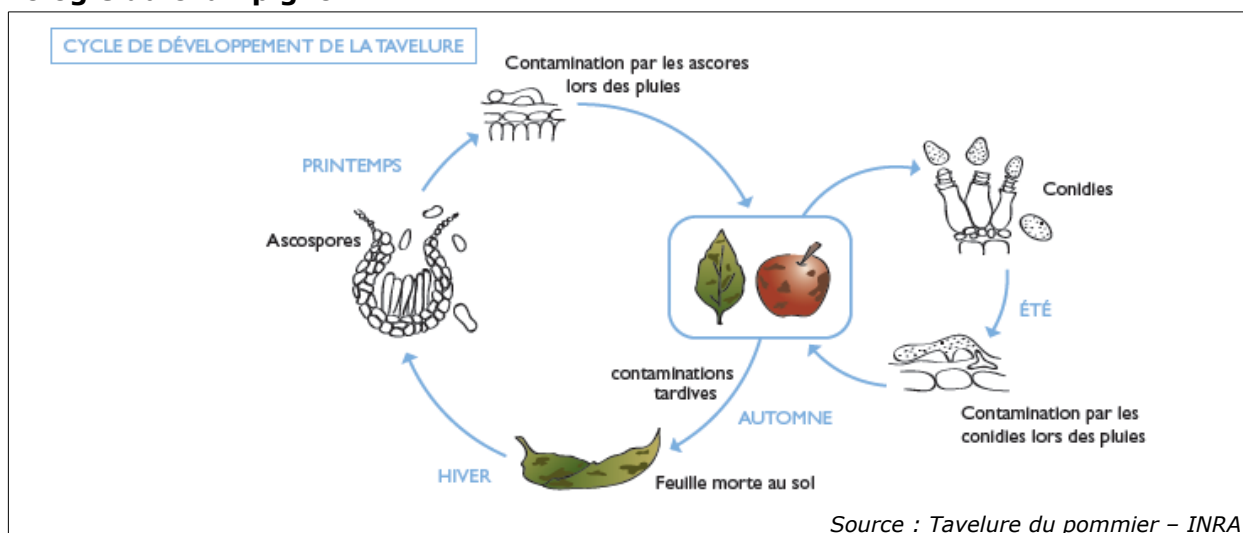 CYCLE DE DÉVELOPPEMENT DE LA TAVELURE
Contamination par les ascores
lors des pluies
PRINTEMPS
Ascospores
Conidies
ÉTÉ
contaminations
tardives
AUTOMNE
Contamination par les
conidies lors des pluies
HIVER
Feuille morte au sol
Source : Tavelure du pommier – INRA